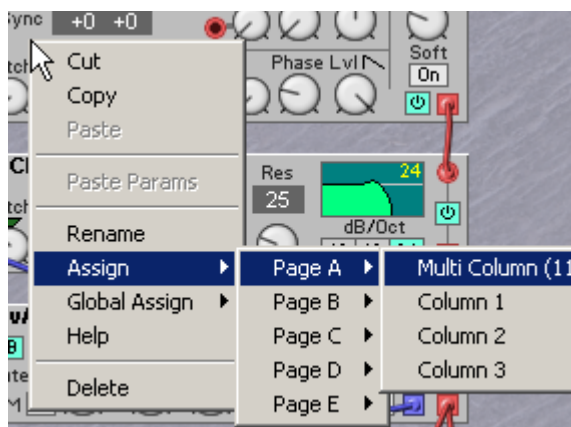 Sync +0 +0
Cut
Phase Lvl
Soft
On
Copy
Paste
Paste Params
Res
24
25
dB/Oct
Rename
Assign
Page A
Multi Column (11
Global Assign
Page B
Column 1
Help
Page C
Column 2
Page D
Column 3
Delete
Page E
M